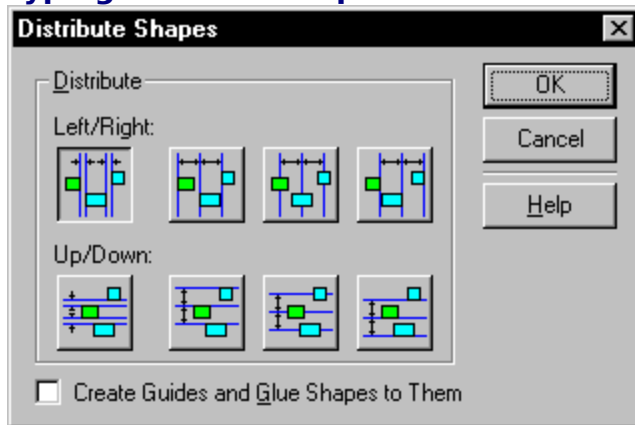 Distribute Shapes
Distribute
OK
Left/Right:
Cancel
Help
Up/Down:
Create Guides and Glue Shapes to Them